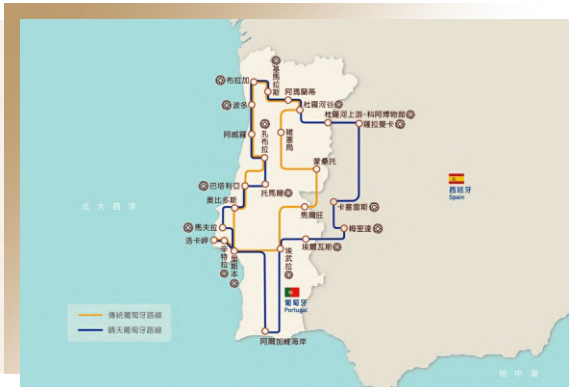 布拉加
基馬拉斯
阿瑪蘭蒂
波多
杜羅河谷
杜羅河上游-科阿博物館
薩拉曼卡
阿威羅
孔布拉
維塞烏
蒙桑托
巴塔利亞
托馬爾
奧比多斯
馬爾旺
卡塞雷斯
西班牙
Spain
北大西洋
馬夫拉
梅里達
洛卡岬
辛特拉
里斯本
埃武拉
埃爾瓦斯
葡萄牙
Portugal
傳統葡萄牙路線
晴天葡萄牙路線
阿爾加維海岸
地中海